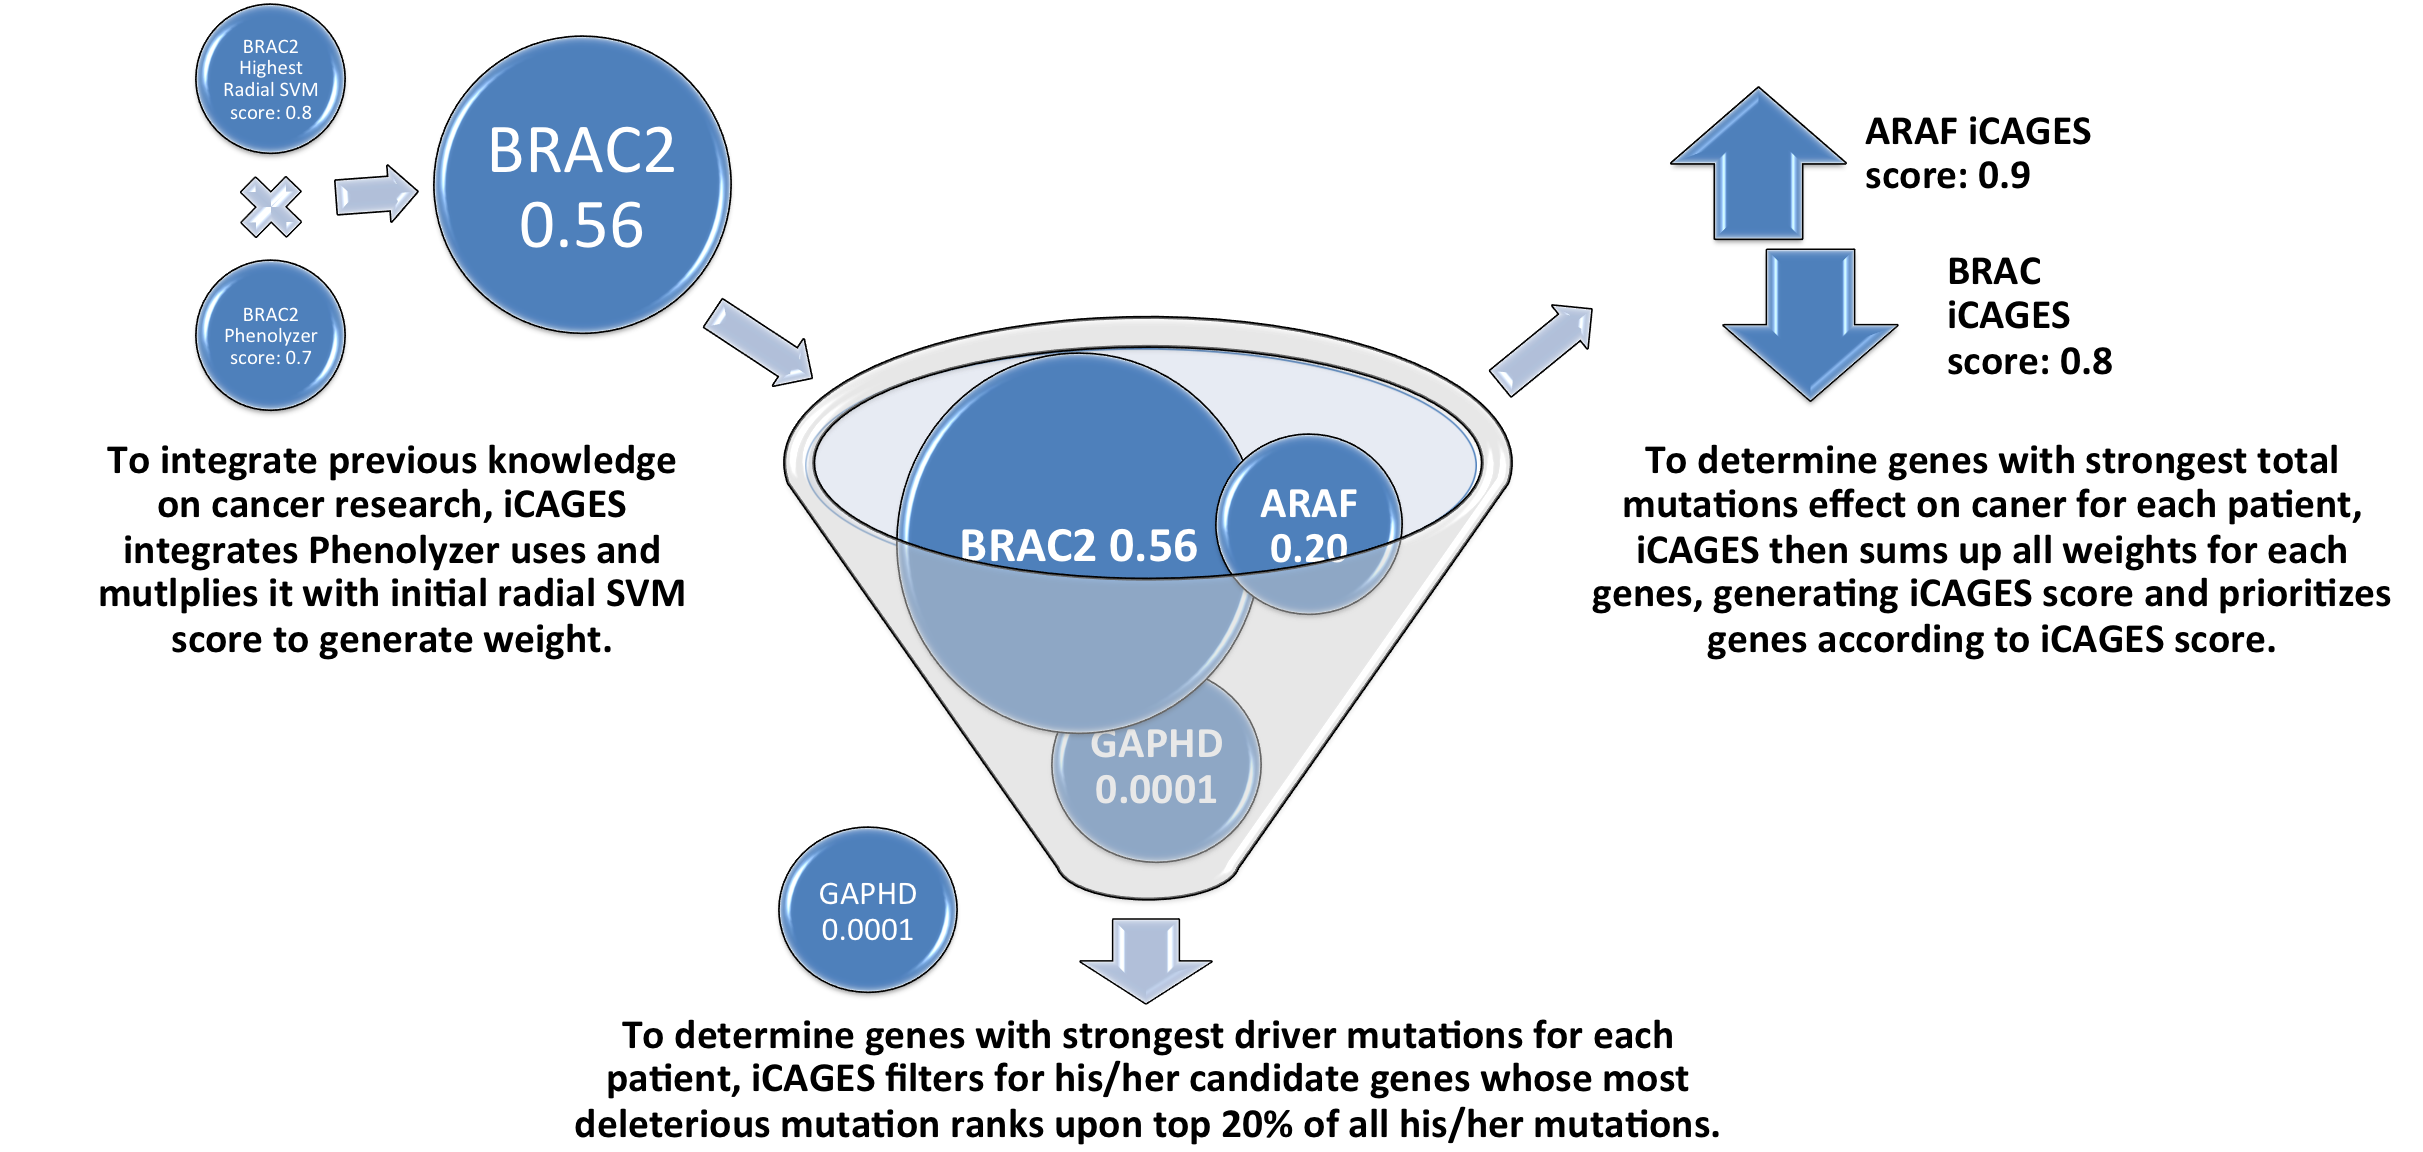 BRAC2
Highest
Radial SVM
score: 0.8
BRAC2
Phenolyzer
score: 0.7
BRAC2
0.56
To integrate previous knowledge
on cancer research, iCAGES
integrates Phenolyzer uses and
mutlplies it with initial radial SVM
score to generate weight.
BRAC2 0.56
ARAF
0.20
GAPHD
0.0001
GAPHD
0.0001
To determine genes with strongest driver mutations for each
patient, iCAGES filters for his/her candidate genes whose most
deleterious mutation ranks upon top 20% of all his/her mutations.
ARAF iCAGES
score: 0.9
BRAC
iCAGES
score: 0.8
To determine genes with strongest total
mutations effect on caner for each patient,
iCAGES then sums up all weights for each
genes, generating iCAGES score and prioritizes
genes according to iCAGES score.